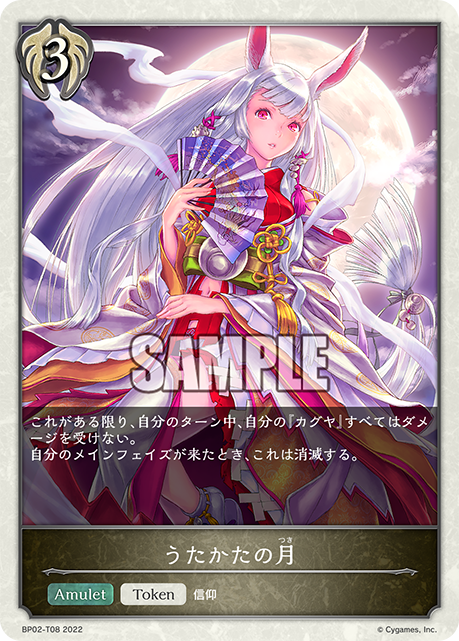 3
SAMPLE
これがある限り、自分のターン中、自分の『カグヤ』すべてはダメ
ージを受けない。
自分のメインフェイズが来たとき、これは消滅する。
つき
うたかたの月
Amulet Token 信仰
BP02-T08 2022 © Cygames, Inc.